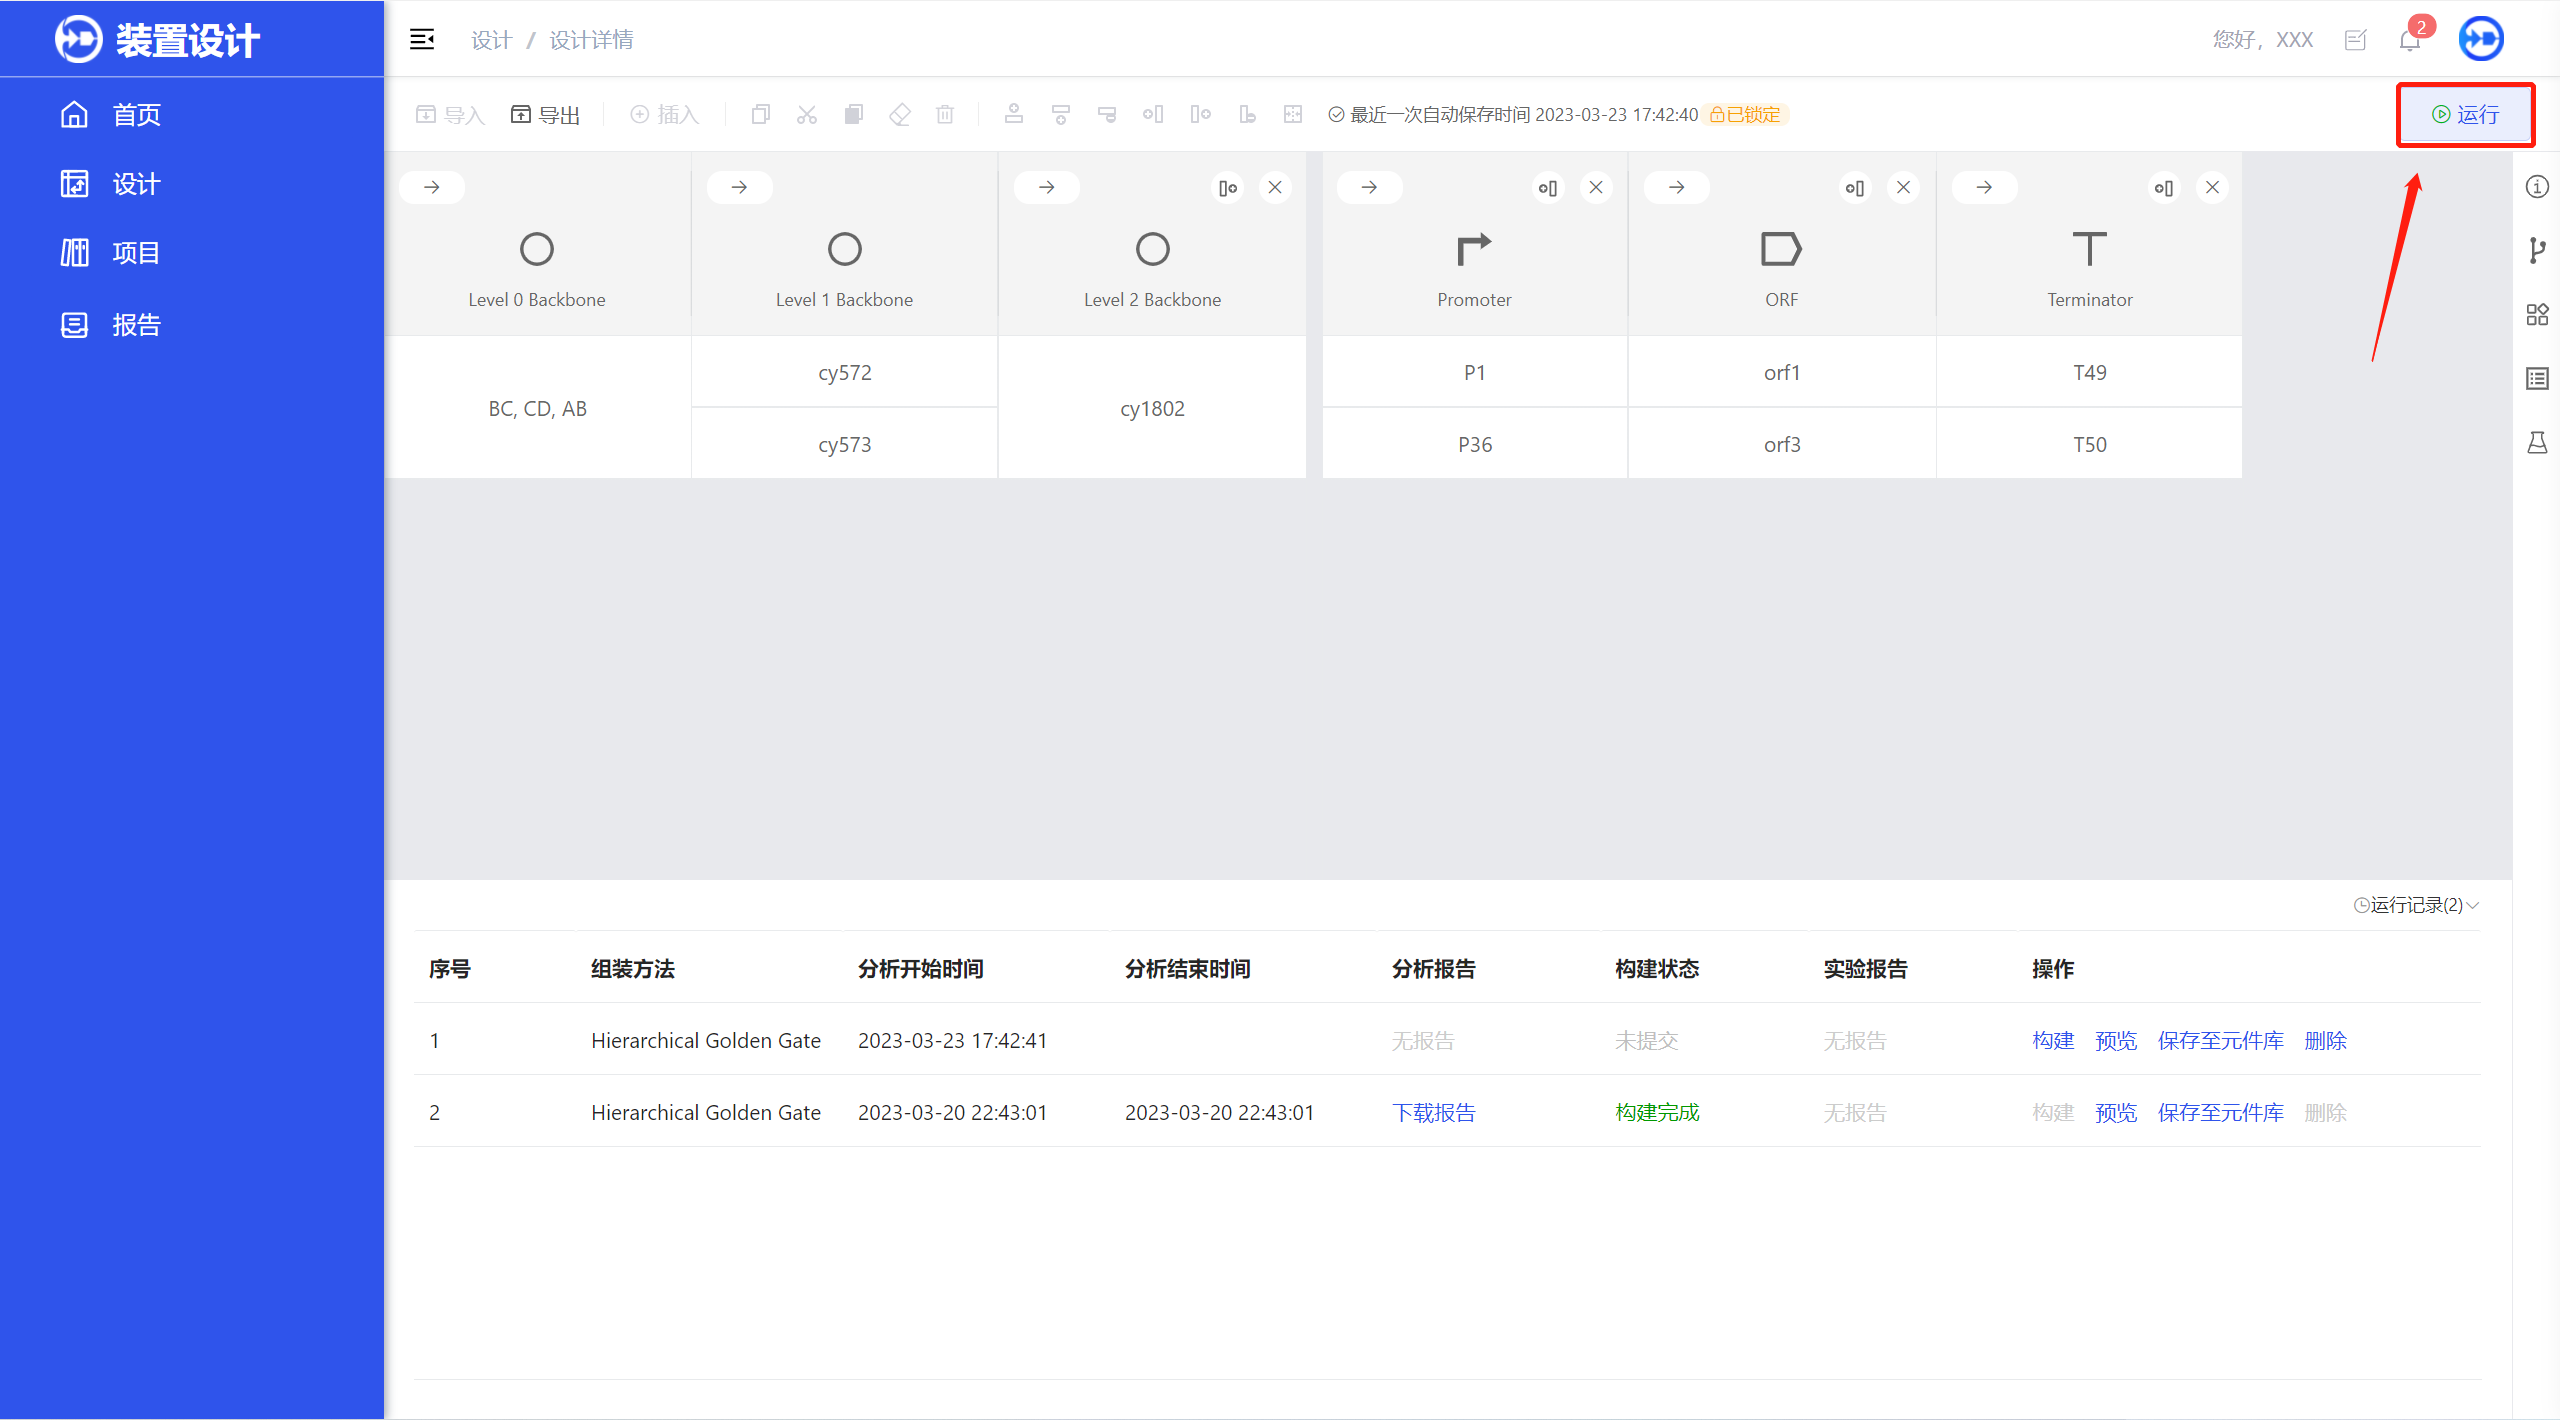 装置设计
设计 / 设计详情
您好，XXX
2
首页
设计
项目
报告
导入 导出 插入 最近一次自动保存时间 2023-03-23 17:42:40 已锁定 运行
Level 0 Backbone Level 1 Backbone Level 2 Backbone Promoter ORF Terminator
cy572 P1 orf1 T49
BC, CD, AB cy1802
cy573 P36 orf3 T50
运行记录(2)
序号 组装方法 分析开始时间 分析结束时间 分析报告 构建状态 实验报告 操作
1 Hierarchical Golden Gate 2023-03-23 17:42:41 无报告 未提交 无报告 构建 预览 保存至元件库 删除
2 Hierarchical Golden Gate 2023-03-20 22:43:01 2023-03-20 22:43:01 下载报告 构建完成 无报告 构建 预览 保存至元件库 删除